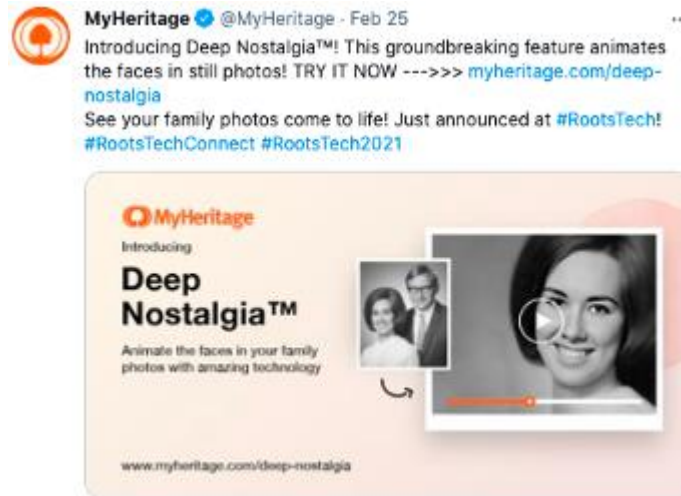 MyHeritage @MyHeritage · Feb 25
Introducing Deep Nostalgia™! This groundbreaking feature animates
the faces in still photos! TRY IT NOW --->>> myheritage.com/deep-
nostalgia
See your family photos come to life! Just announced at #RootsTech!
#RootsTechConnect #RootsTech2021
MyHeritage
Introducing
Deep
Nostalgia™
Animate the faces in your family
photos with amazing technology
www.myheritage.com/deep-nostalgia